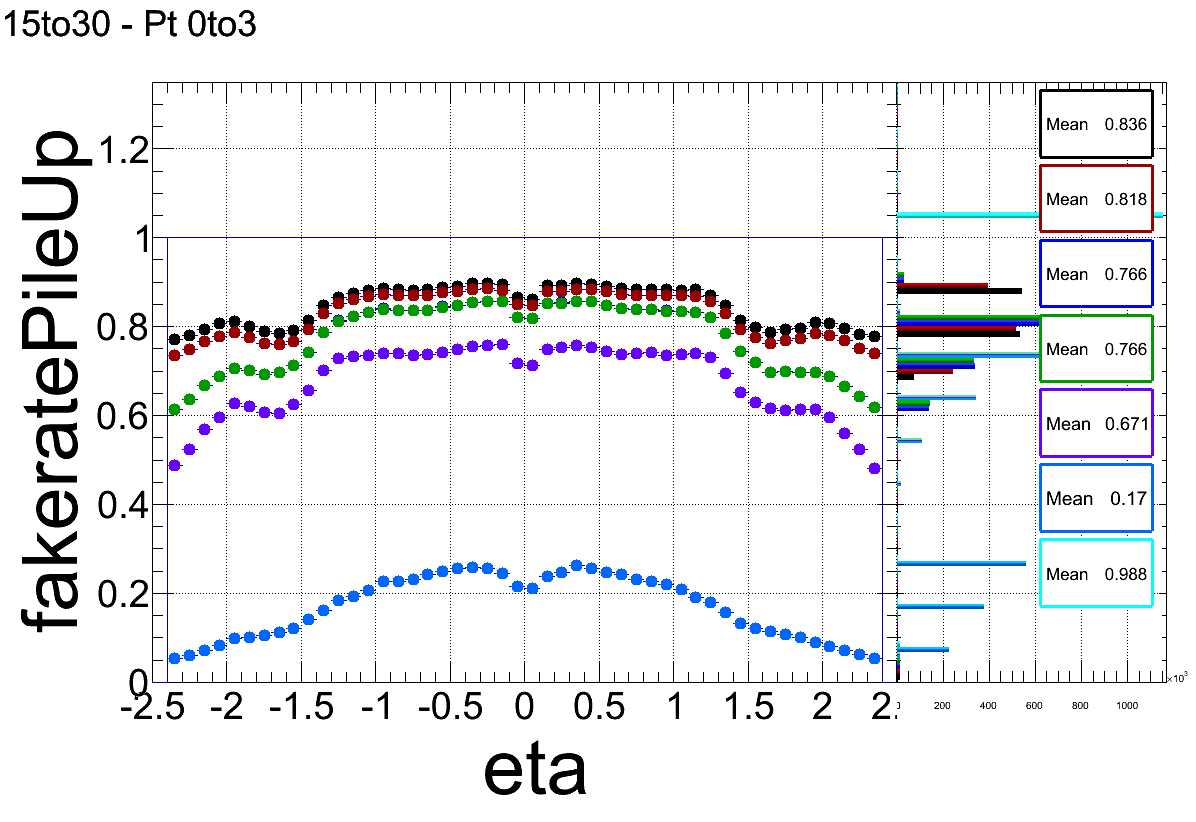 15to30 - Pt 0to3
fakeratePileUp
1.2
1
0.8
0.6
0.4
0.2
0
-2.5 -2 -1.5 -1 -0.5 0 0.5 1 1.5 2 2.
eta
Mean 0.836
Mean 0.818
Mean 0.766
Mean 0.766
Mean 0.671
Mean 0.17
Mean 0.988
×10³
200 400 600 800 1000